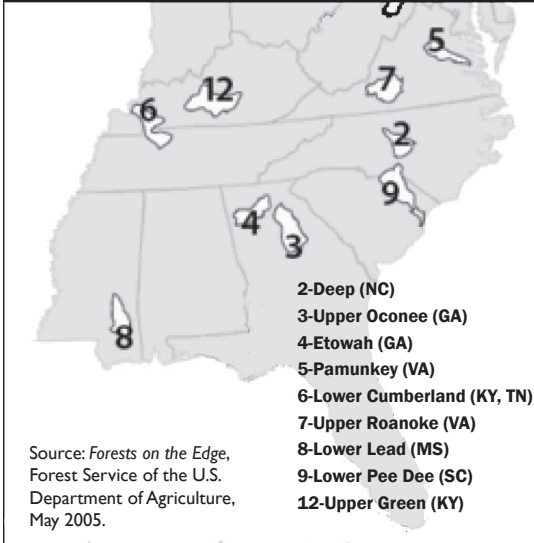 5
7
12
6
2
9
4
3
8
2-Deep (NC)
3-Upper Oconee (GA)
4-Etowah (GA)
5-Pamunkey (VA)
6-Lower Cumberland (KY, TN)
7-Upper Roanoke (VA)
8-Lower Lead (MS)
9-Lower Pee Dee (SC)
12-Upper Green (KY)
Source: Forests on the Edge,
Forest Service of the U.S.
Department of Agriculture,
May 2005.